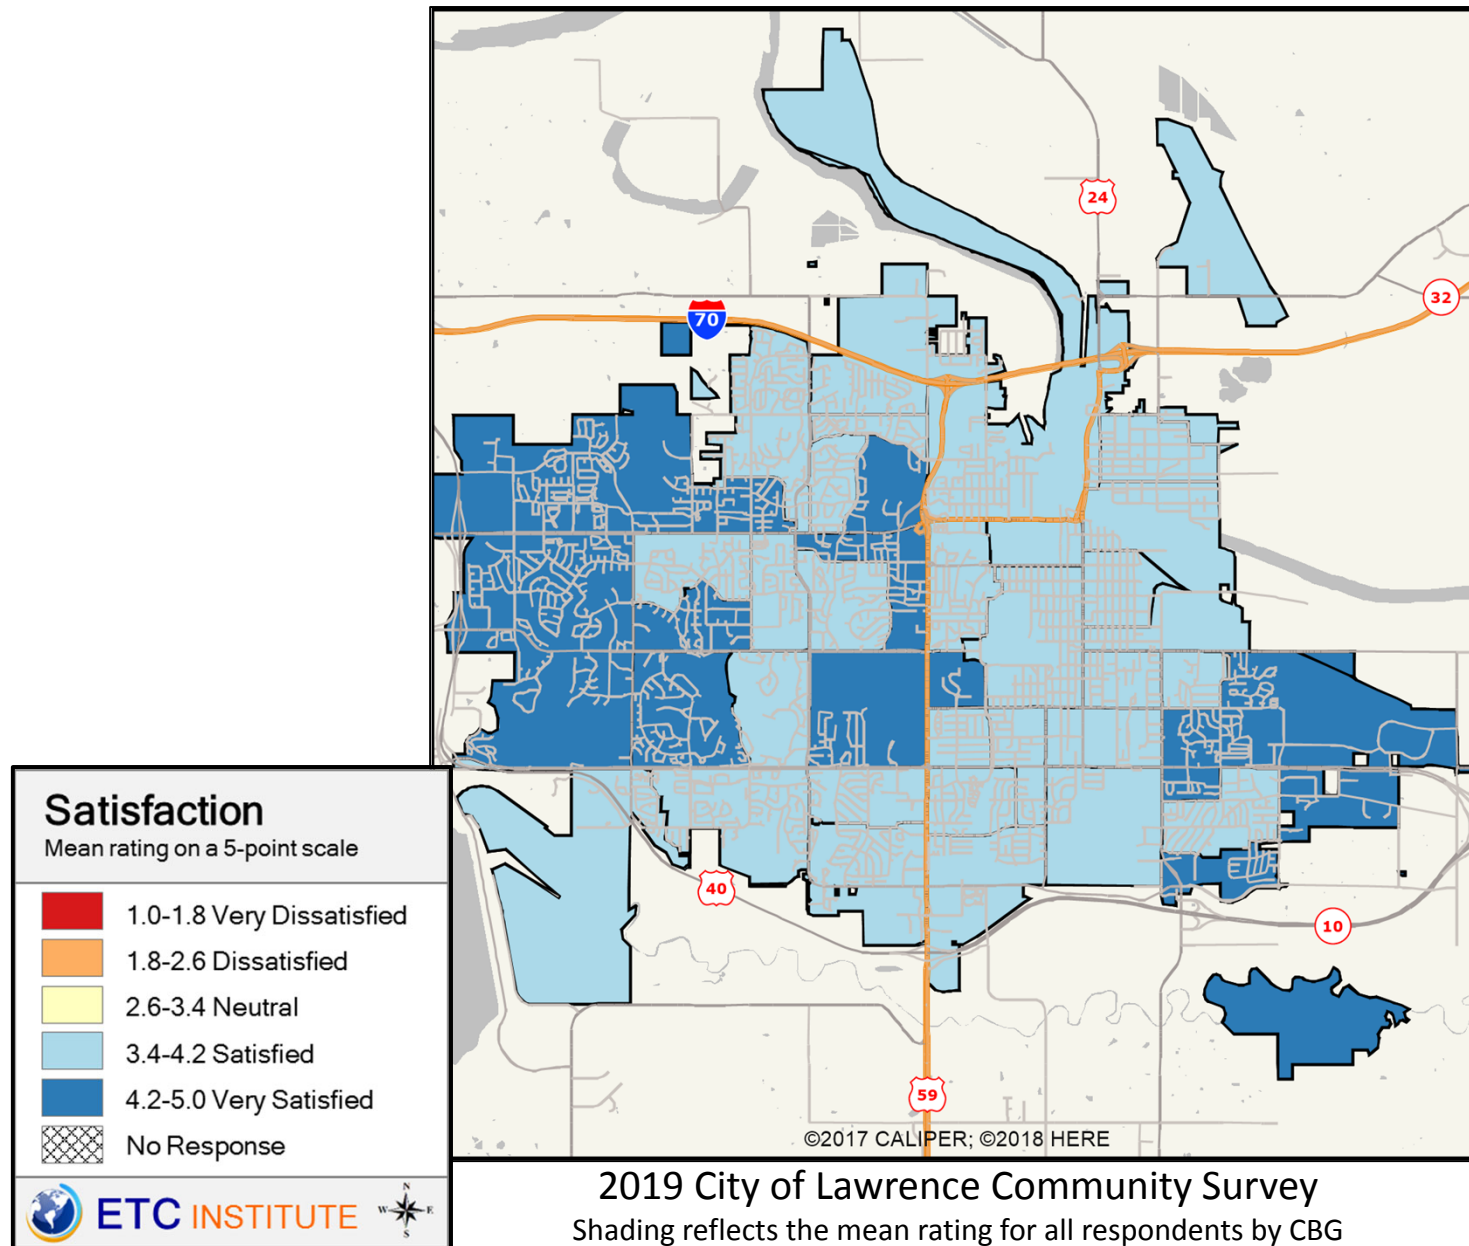 24
32
70
40
10
59
©2017 CALIPER; ©2018 HERE
Satisfaction
Mean rating on a 5-point scale
1.0-1.8 Very Dissatisfied
1.8-2.6 Dissatisfied
2.6-3.4 Neutral
3.4-4.2 Satisfied
4.2-5.0 Very Satisfied
No Response
ETC INSTITUTE
N
W E
S
2019 City of Lawrence Community Survey
Shading reflects the mean rating for all respondents by CBG